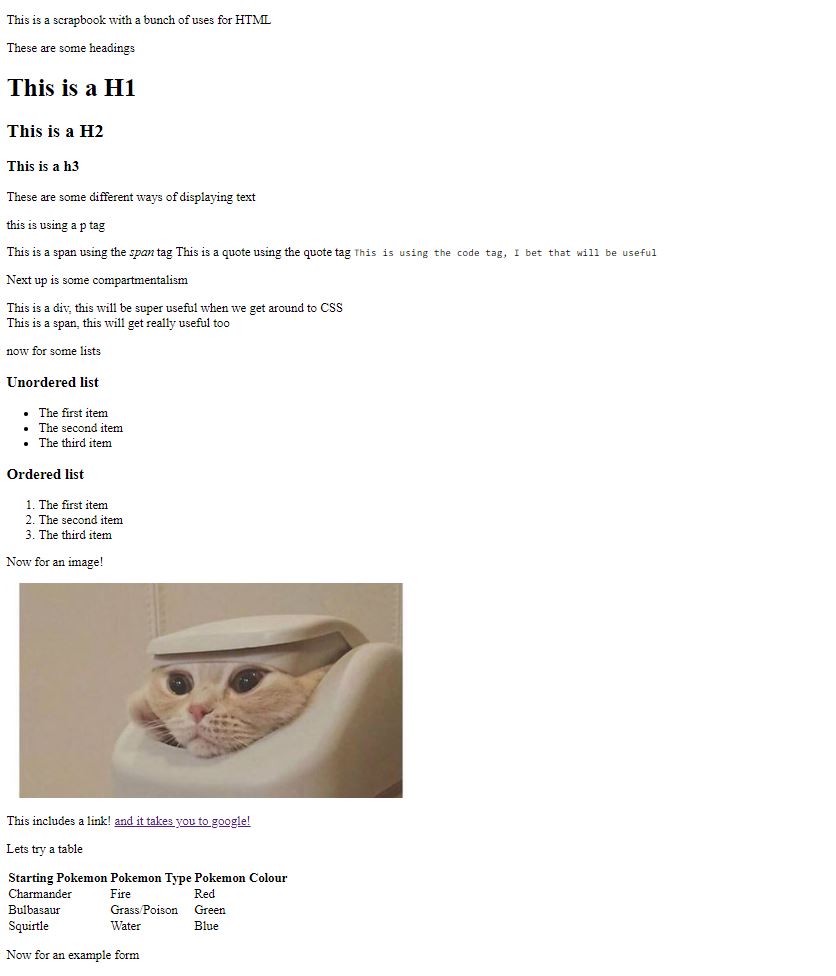 This is a scrapbook with a bunch of uses for HTML
These are some headings
This is a H1
This is a H2
This is a h3
These are some different ways of displaying text
this is using a p tag
This is a span using the span tag This is a quote using the quote tag This is using the code tag, I bet that will be useful
Next up is some compartmentalism
This is a div, this will be super useful when we get around to CSS
This is a span, this will get really useful too
now for some lists
Unordered list
• The first item
• The second item
• The third item
Ordered list
1. The first item
2. The second item
3. The third item
Now for an image!
This includes a link! and it takes you to google!
Lets try a table
Starting Pokemon Pokemon Type Pokemon Colour
Charmander Fire Red
Bulbasaur Grass/Poison Green
Squirtle Water Blue
Now for an example form